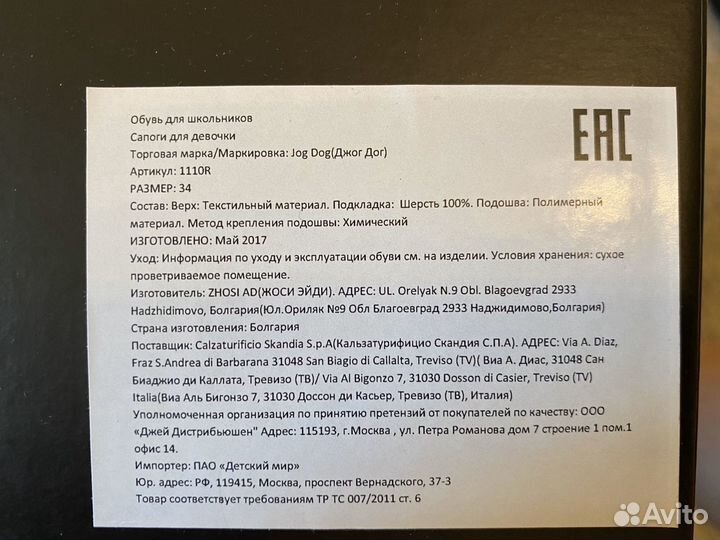 Обувь для школьников
EAC
Сапоги для девочки
Торговая марка/Маркировка: Jog Dog(Джог Дог)
Артикул: 1110R
РАЗМЕР: 34
Состав: Верх: Текстильный материал. Подкладка: Шерсть 100%. Подошва: Полимерный
материал. Метод крепления подошвы: Химический
ИЗГОТОВЛЕНО: Май 2017
Уход: Информация по уходу и эксплуатации обуви см. на изделии. Условия хранения: сухое
проветриваемое помещение.
Изготовитель: ZHOSI AD(ЖОСИ ЭЙДИ). АДРЕС: UL. Orelyak N.9 Obl. Blagoevgrad 2933
Hadzhidimovo, Болгария(Юл.Ориляк №9 Обл Благоевград 2933 Наджидимово,Болгария)
Страна изготовления: Болгария
Поставщик: Calzaturificio Skandia S.p.A(Кальзатурифицио Скандия С.П.А). АДРЕС: Via A. Diaz,
Fraz S.Andrea di Barbarana 31048 San Biagio di Callalta, Treviso (TV)( Виа А. Диас, 31048 Сан
Биаджио ди Каллата, Тревизо (ТВ)/ Via Al Bigonzo 7, 31030 Dosson di Casier, Treviso (TV)
Italia(Виа Аль Бигонзо 7, 31030 Доссон ди Касьер, Тревизо (ТВ), Италия)
Уполномоченная организация по принятию претензий от покупателей по качеству: ООО
«Джей Дистрибьюшен" Адрес: 115193, г.Москва , ул. Петра Романова дом 7 строение 1 пом.1
офис 14.
Импортер: ПАО «Детский мир»
Юр. адрес: РФ, 119415, Москва, проспект Вернадского, 37-3
Товар соответствует требованиям ТР ТС 007/2011 ст. 6
Avito